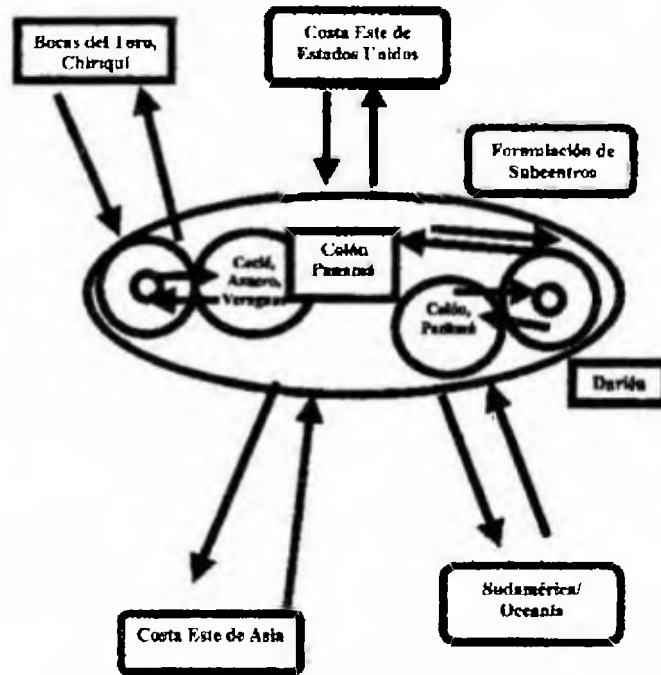 Bocas del Toro,
Chiriquí
Costa Este de
Estados Unidos
Formulación de
Subcentros
Colón
Panamá
Coclé,
Azuero,
Veraguas
Colón,
Panamá
Darién
Sudamérica/
Oceanía
Costa Este de Asia